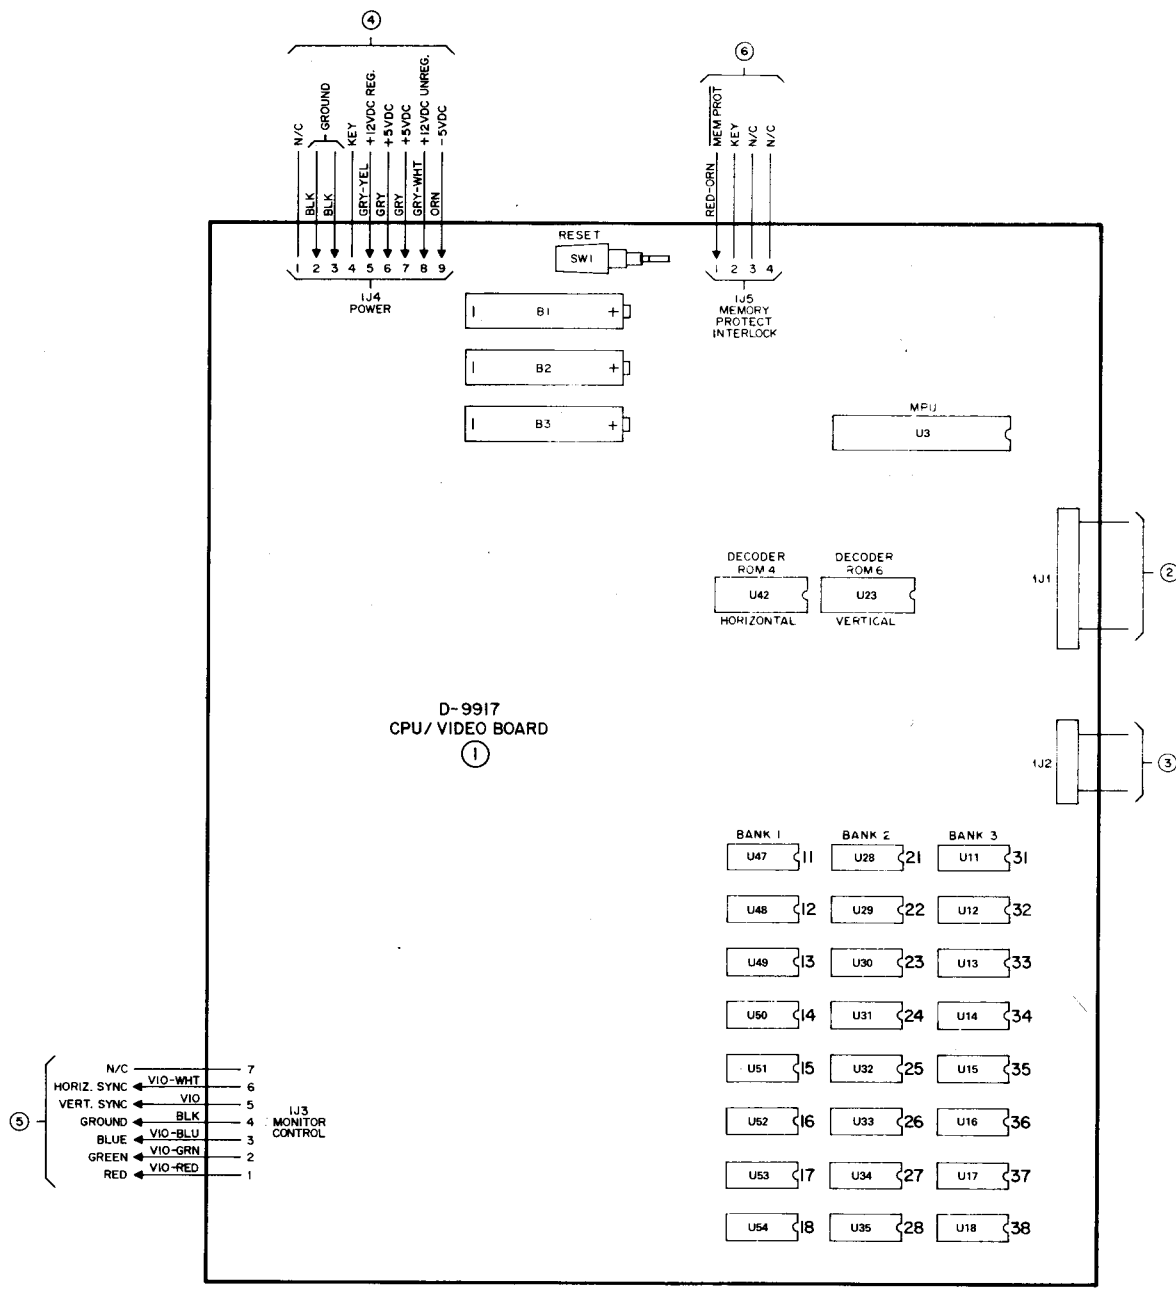 4
6
N/C
GROUND
KEY
+12VDC REG.
+5VDC
+5VDC
+12VDC UNREG.
-5VDC
BLK
BLK
GRY-YEL
GRY
GRY
GRY-WHT
ORN
1 2 3 4 5 6 7 8 9
1J4
POWER
MEM PROT
KEY
N/C
N/C
RED-ORN
1 2 3 4
1J5
MEMORY
PROTECT
INTERLOCK
RESET
SW1
B1 +
B2 +
B3 +
MPU
U3
DECODER
ROM 4
U42
HORIZONTAL
DECODER
ROM 6
U23
VERTICAL
1J1
2
1J2
3
D-9917
CPU/VIDEO BOARD
1
BANK 1 BANK 2 BANK 3
U47 11 U28 21 U11 31
U48 12 U29 22 U12 32
U49 13 U30 23 U13 33
U50 14 U31 24 U14 34
U51 15 U32 25 U15 35
U52 16 U33 26 U16 36
U53 17 U34 27 U17 37
U54 18 U35 28 U18 38
5
N/C 7
HORIZ. SYNC VIO-WHT 6
VERT. SYNC VIO 5
GROUND BLK 4
BLUE VIO-BLU 3
GREEN VIO-GRN 2
RED VIO-RED 1
1J3
MONITOR
CONTROL